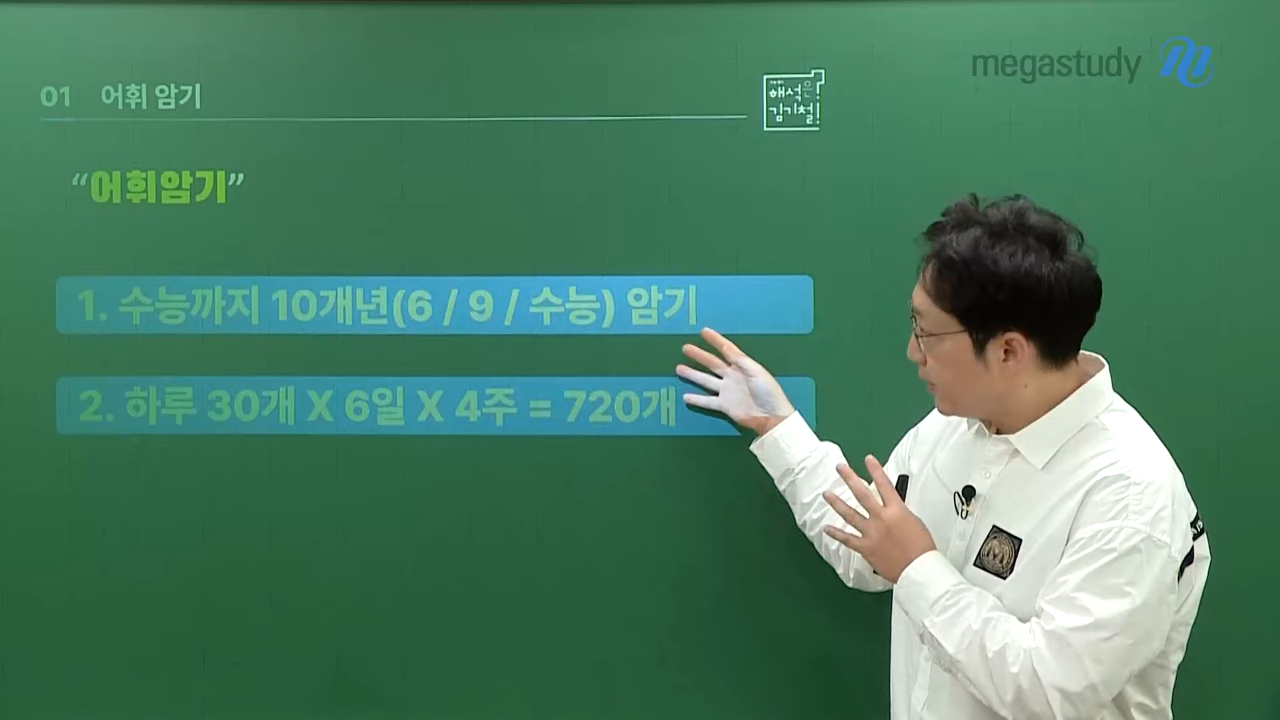 megastudy
01 어휘 암기
해석은!
김기철!
“어휘암기”
1. 수능까지 10개년(6 / 9 / 수능) 암기
2. 하루 30개 X 6일 X 4주 = 720개